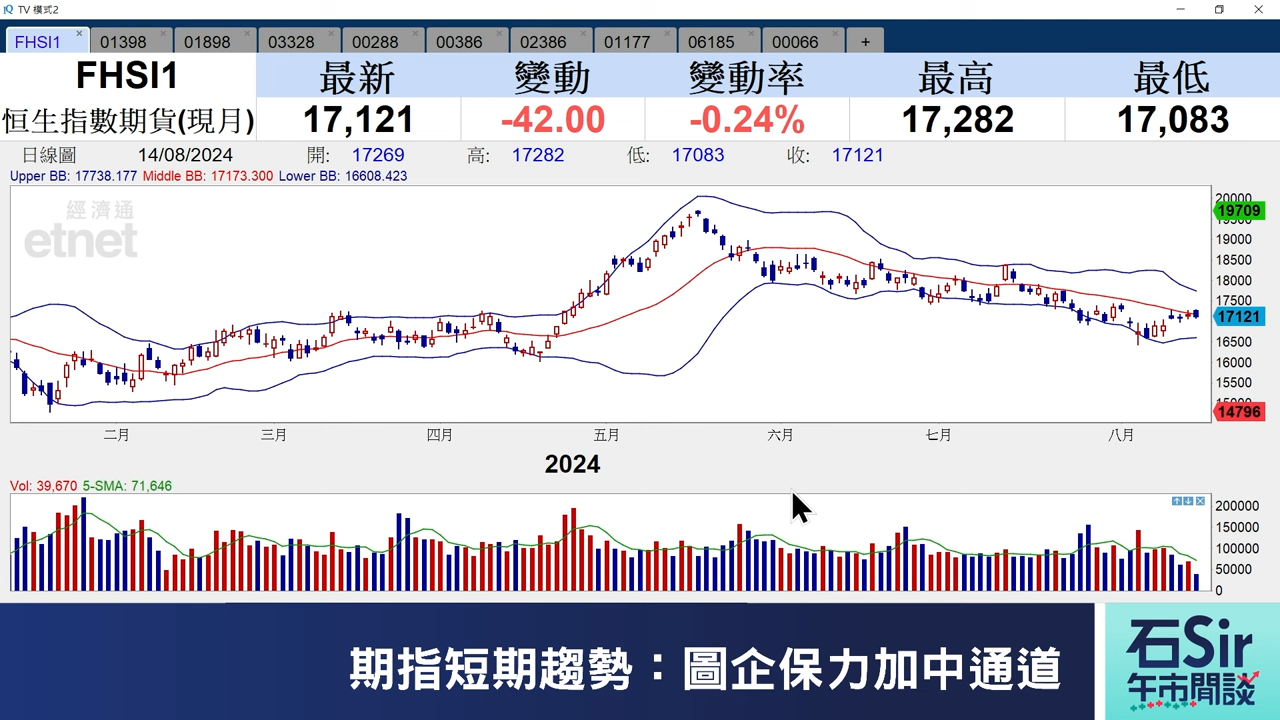 TV 模式2
FHSI1 01398 01898 03328 00288 00386 02386 01177 06185 00066 +
FHSI1 最新 變動 變動率 最高 最低
恒生指數期貨(現月) 17,121 -42.00 -0.24% 17,282 17,083
日線圖 14/08/2024 開: 17269 高: 17282 低: 17083 收: 17121
Upper BB: 17738.177 Middle BB: 17173.300 Lower BB: 16608.423
經濟通
etnet
20000
19709
19000
18500
18000
17500
17121
16500
16000
15500
14796
二月 三月 四月 五月 六月 七月 八月
2024
Vol: 39,670 5-SMA: 71,646
200000
150000
100000
50000
0
期指短期趨勢：圖企保力加中通道
石Sir
午市閒談